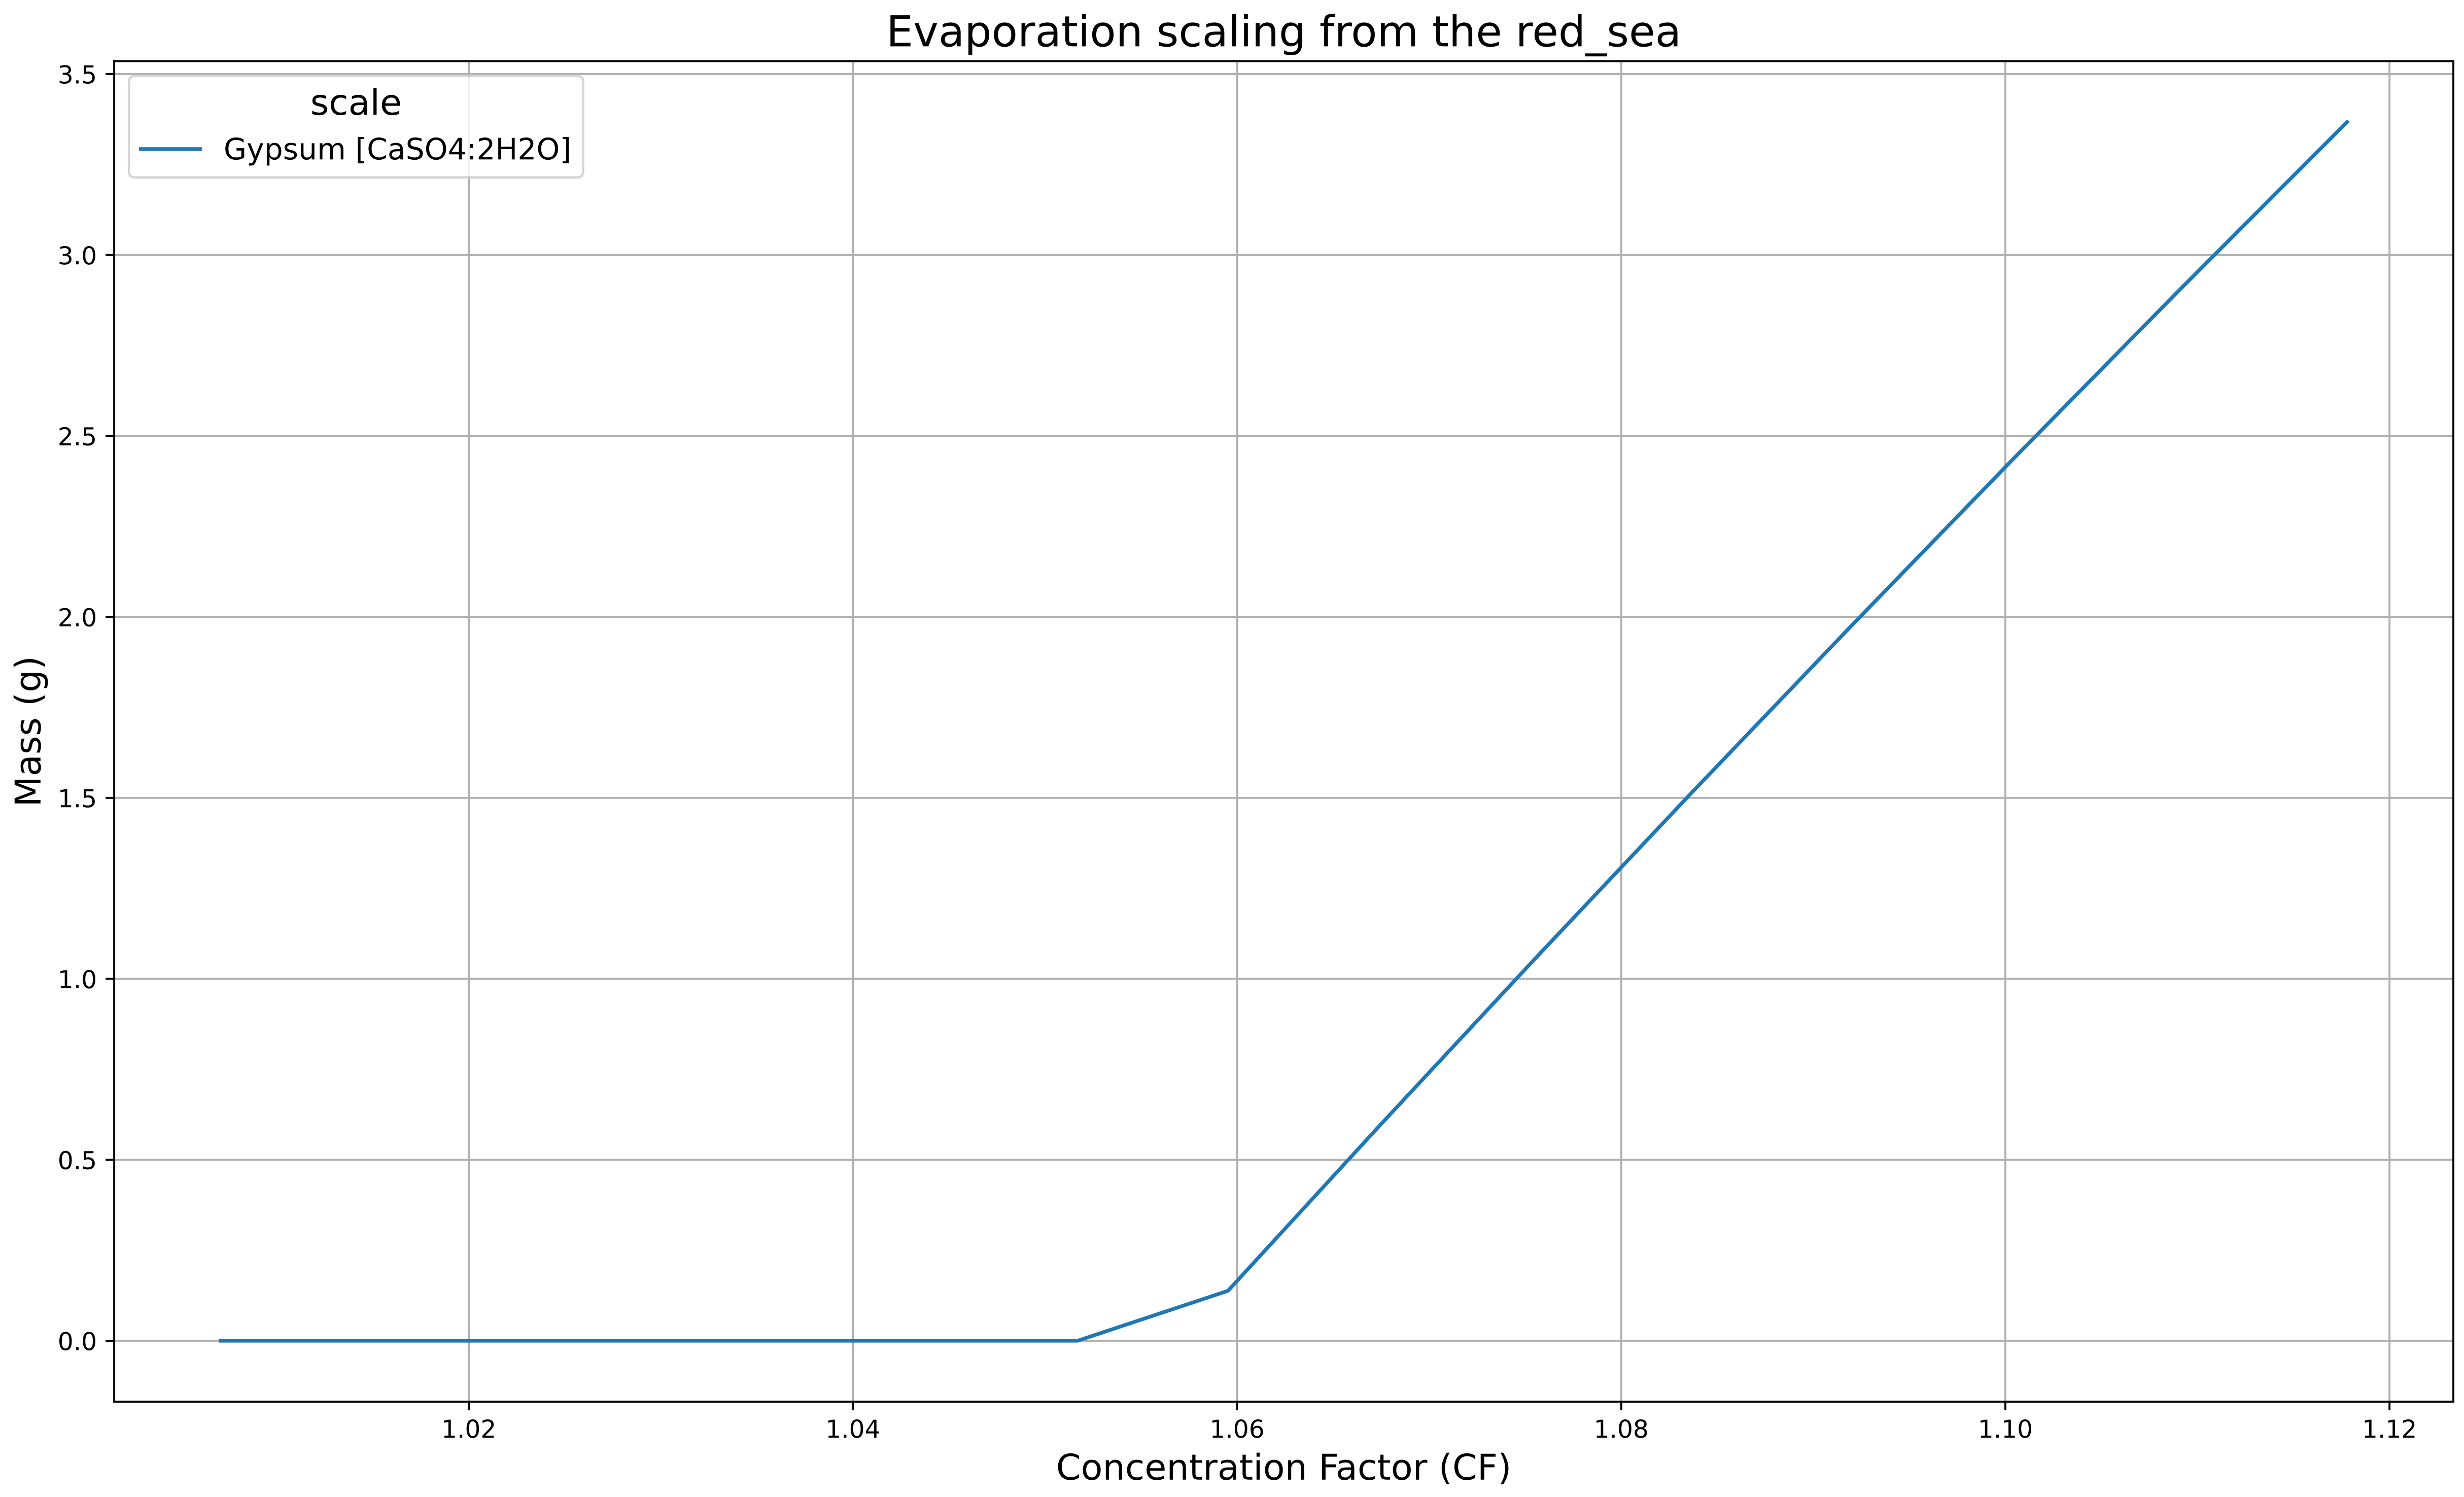 Evaporation scaling from the red_sea
scale
Gypsum [CaSO4:2H2O]
Mass (g)
3.5
3.0
2.5
2.0
1.5
1.0
0.5
0.0
1.02 1.04 1.06 1.08 1.10 1.12
Concentration Factor (CF)